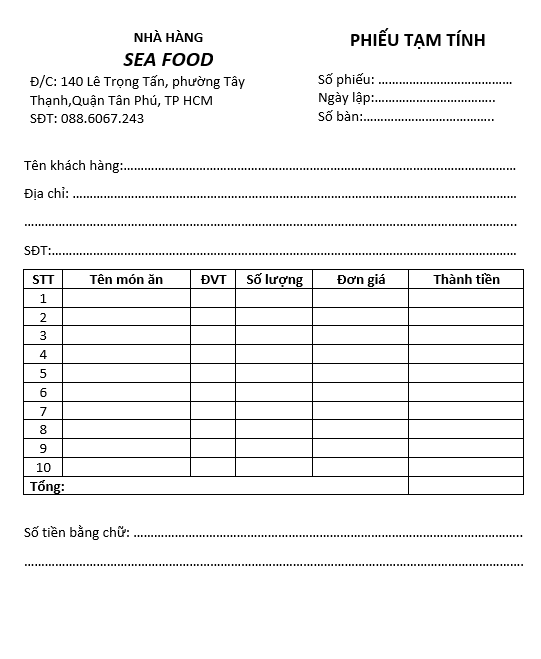 NHÀ HÀNG
SEA FOOD
Đ/C: 140 Lê Trọng Tấn, phường Tây
Thạnh,Quận Tân Phú, TP HCM
SĐT: 088.6067.243
PHIẾU TẠM TÍNH
Số phiếu: …………………………………
Ngày lập:……………………………..
Số bàn:………………………………..
Tên khách hàng:……………………………………………………………………………………………………
Địa chỉ: …………………………………………………………………………………………………………………
……………………………………………………………………………………………………………………………..
SĐT:………………………………………………………………………………………………………………………
STT Tên món ăn ĐVT Số lượng Đơn giá Thành tiền
1
2
3
4
5
6
7
8
9
10
Tổng:
Số tiền bằng chữ: …………………………………………………………………………………………………..
……………………………………………………………………………………………………………………………….